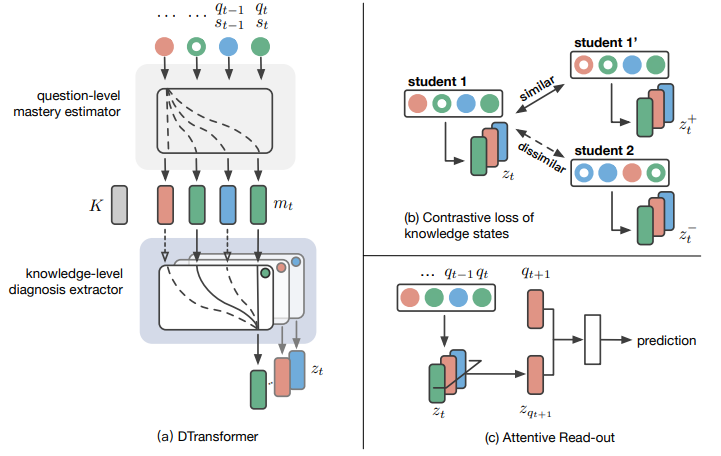 ... ... q_{t-1} q_t
s_{t-1} s_t
question-level
mastery estimator
K
m_t
knowledge-level
diagnosis extractor
z_t
(a) DTransformer
student 1
similar
dissimilar
z_t
student 1'
z_t^+
student 2
z_t^-
(b) Contrastive loss of
knowledge states
... q_{t-1} q_t
q_{t+1}
prediction
z_t
z_{q_{t+1}}
(c) Attentive Read-out